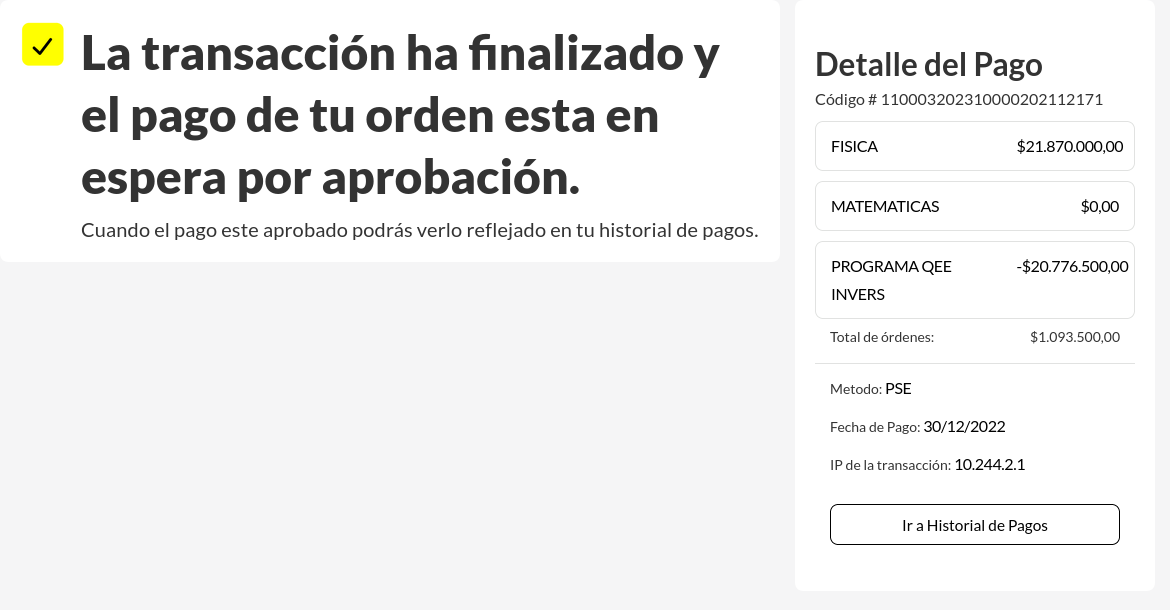 La transacción ha finalizado y
el pago de tu orden esta en
espera por aprobación.
Cuando el pago este aprobado podrás verlo reflejado en tu historial de pagos.
Detalle del Pago
Código # 110003202310000202112171
FISICA $21.870.000,00
MATEMATICAS $0,00
PROGRAMA QEE -$20.776.500,00
INVERS
Total de órdenes: $1.093.500,00
Metodo: PSE
Fecha de Pago: 30/12/2022
IP de la transacción: 10.244.2.1
Ir a Historial de Pagos